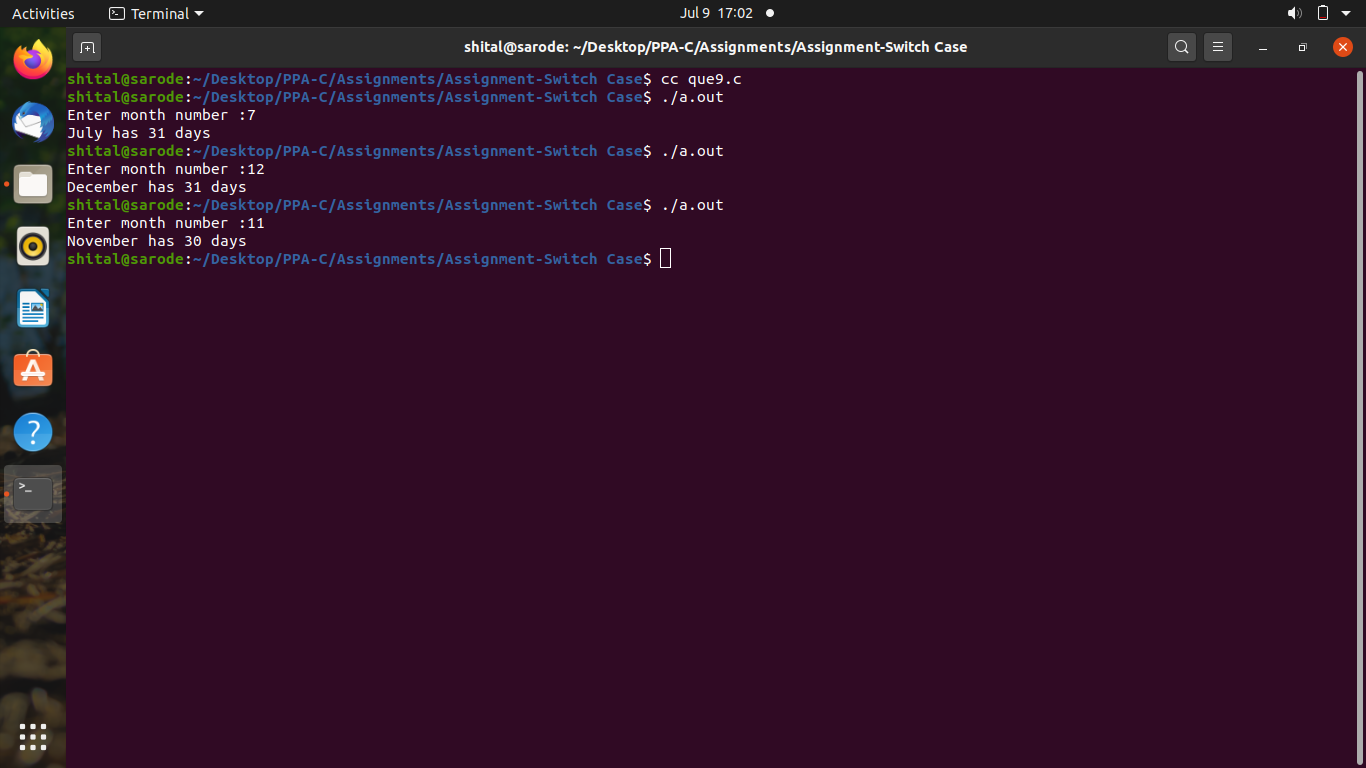 Activities Terminal Jul 9 17:02
shital@sarode: ~/Desktop/PPA-C/Assignments/Assignment-Switch Case
shital@sarode:~/Desktop/PPA-C/Assignments/Assignment-Switch Case$ cc que9.c
shital@sarode:~/Desktop/PPA-C/Assignments/Assignment-Switch Case$ ./a.out
Enter month number :7
July has 31 days
shital@sarode:~/Desktop/PPA-C/Assignments/Assignment-Switch Case$ ./a.out
Enter month number :12
December has 31 days
shital@sarode:~/Desktop/PPA-C/Assignments/Assignment-Switch Case$ ./a.out
Enter month number :11
November has 30 days
shital@sarode:~/Desktop/PPA-C/Assignments/Assignment-Switch Case$